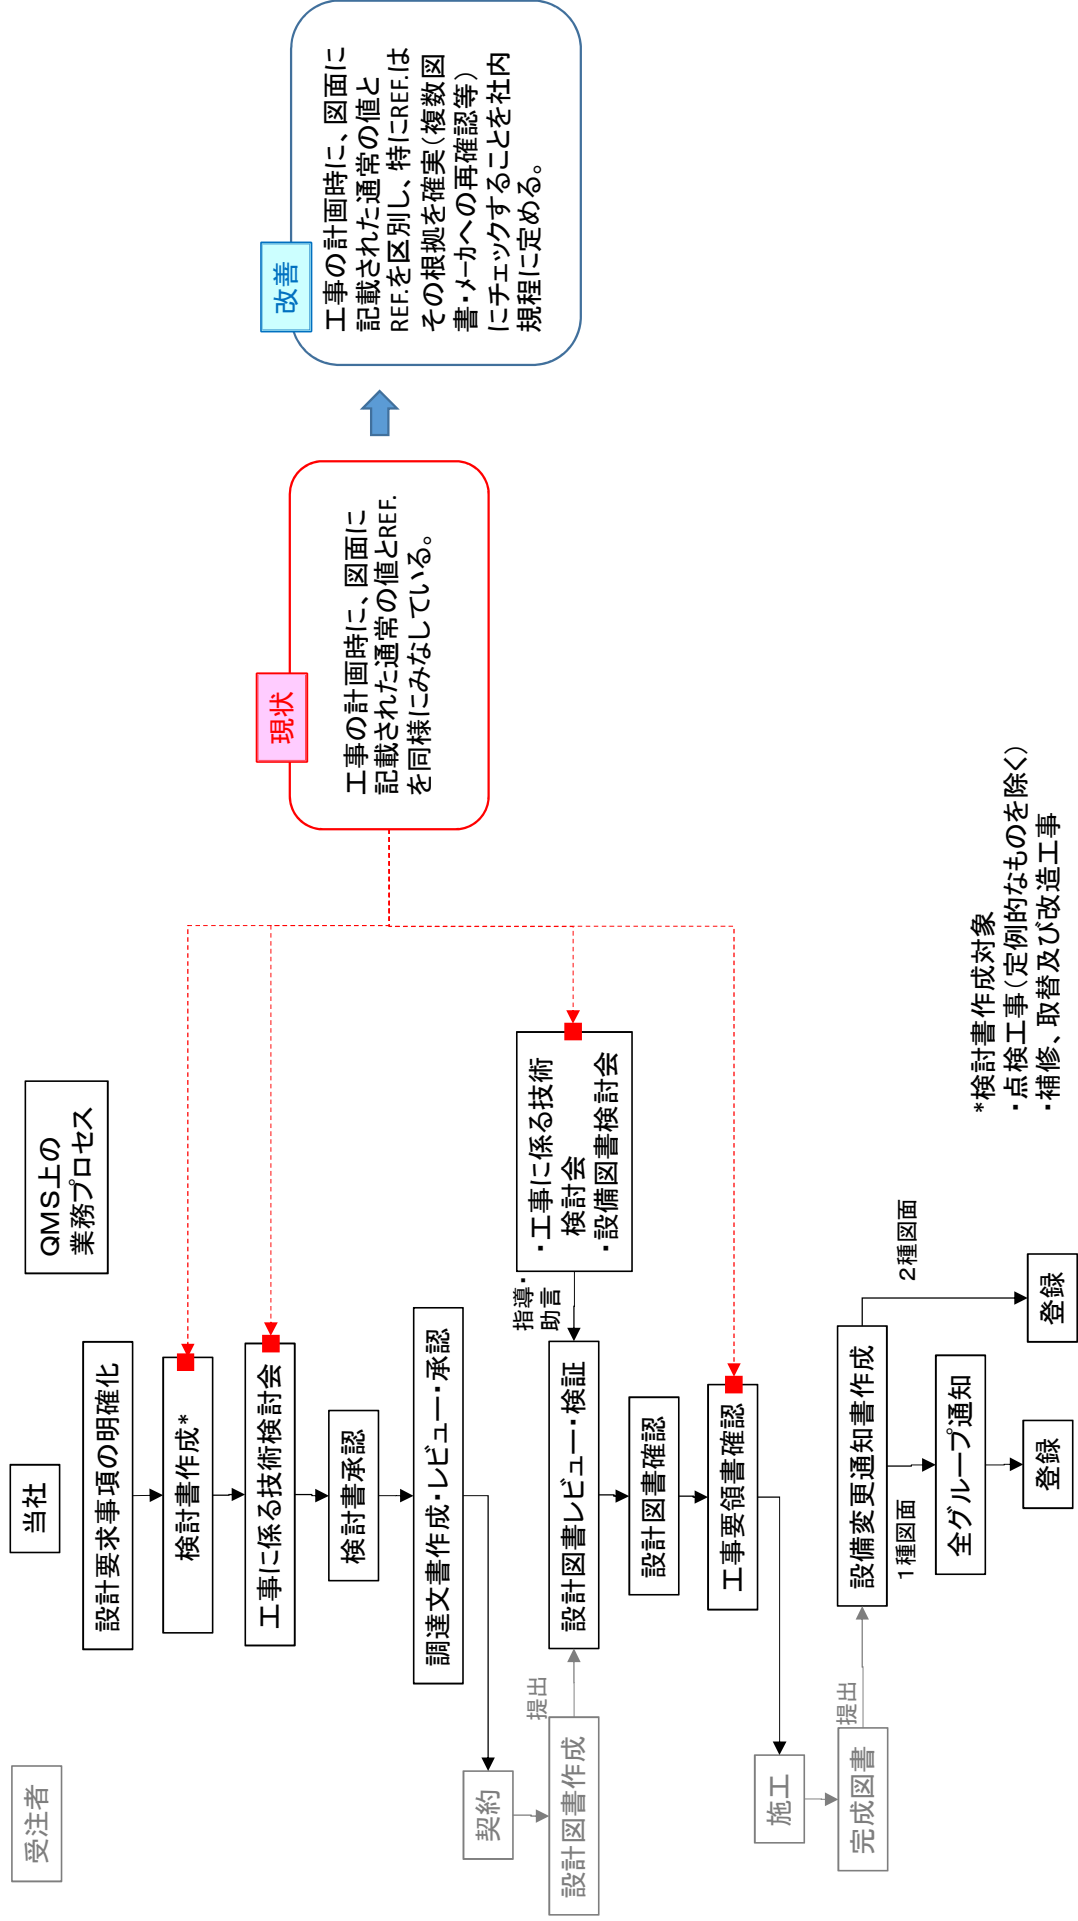 受注者
当社
QMS上の
業務プロセス
設計要求事項の明確化
検討書作成*
工事に係る技術検討会
検討書承認
調達文書作成・レビュー・承認
契約
設計図書作成
提出
設計図書レビュー・検証
指導・
助言
・工事に係る技術
検討会
・設備図書検討会
設計図書確認
工事要領書確認
施工
完成図書
提出
設備変更通知書作成
1種図面
2種図面
全グループ通知
登録
登録
現状
工事の計画時に、図面に
記載された通常の値とREF.
を同様にみなしている。
改善
工事の計画時に、図面に
記載された通常の値と
REF.を区別し、特にREF.は
その根拠を確実(複数図
書・メーカへの再確認等)
にチェックすることを社内
規程に定める。
*検討書作成対象
・点検工事(定例的なものを除く)
・補修、取替及び改造工事